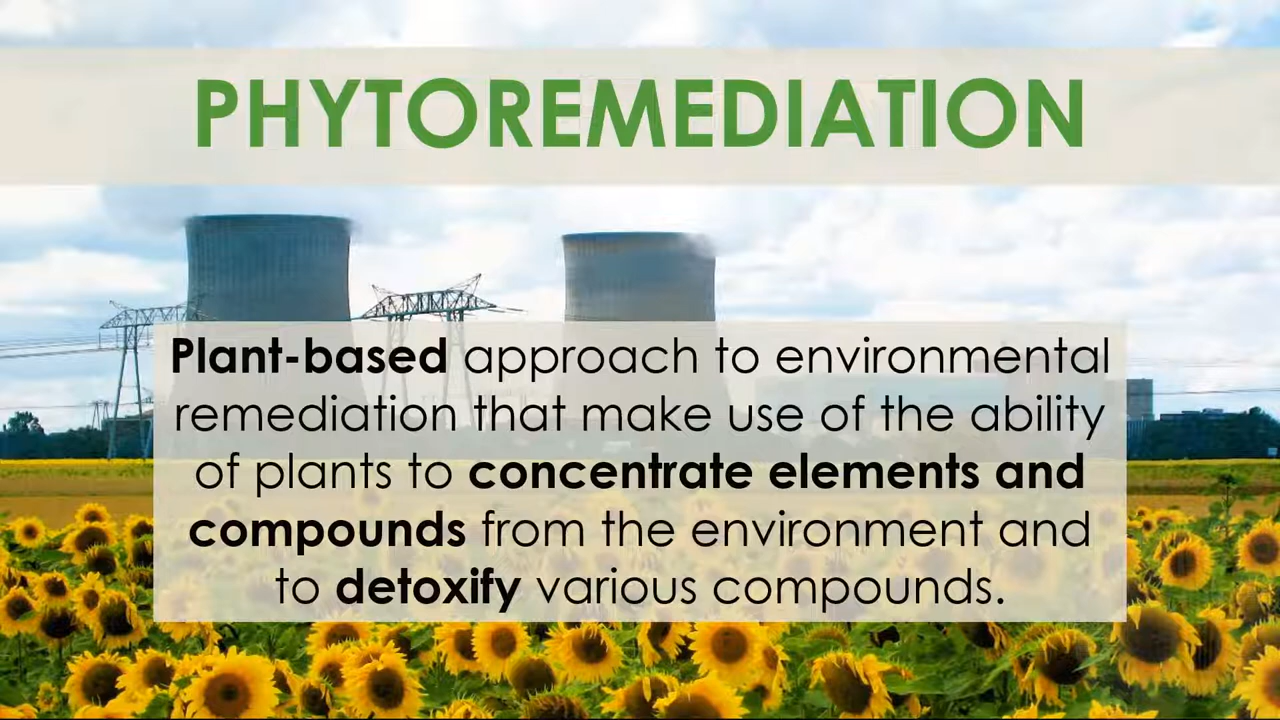 PHYTOREMEDIATION
Plant-based approach to environmental
remediation that make use of the ability
of plants to concentrate elements and
compounds from the environment and
to detoxify various compounds.